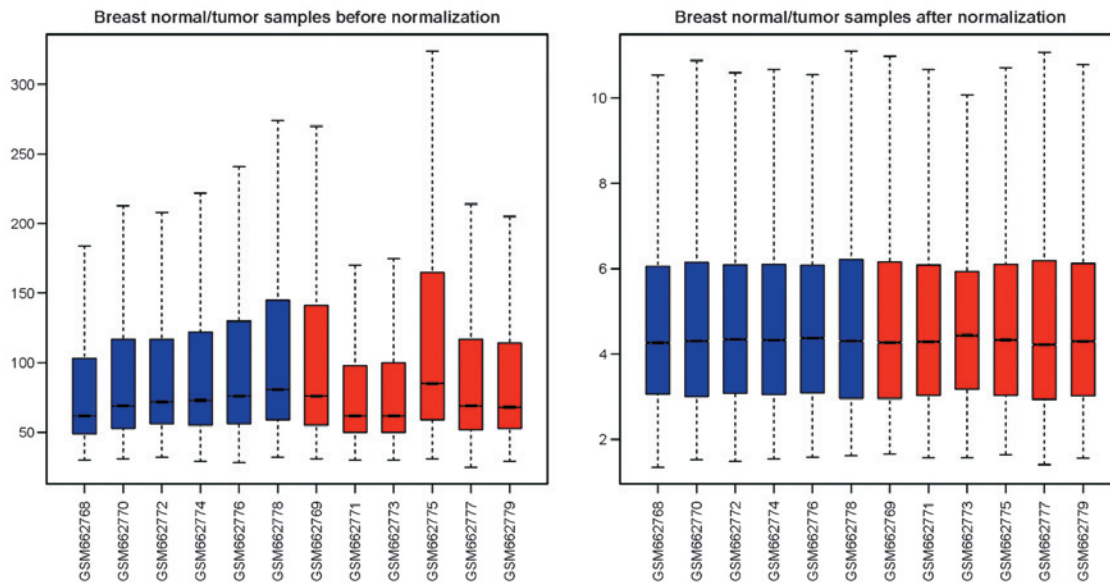 Breast normal/tumor samples before normalization
300
250
200
150
100
50
GSM662768
GSM662770
GSM662772
GSM662774
GSM662776
GSM662778
GSM662769
GSM662771
GSM662773
GSM662775
GSM662777
GSM662779
Breast normal/tumor samples after normalization
10
8
6
4
2
GSM662768
GSM662770
GSM662772
GSM662774
GSM662776
GSM662778
GSM662769
GSM662771
GSM662773
GSM662775
GSM662777
GSM662779